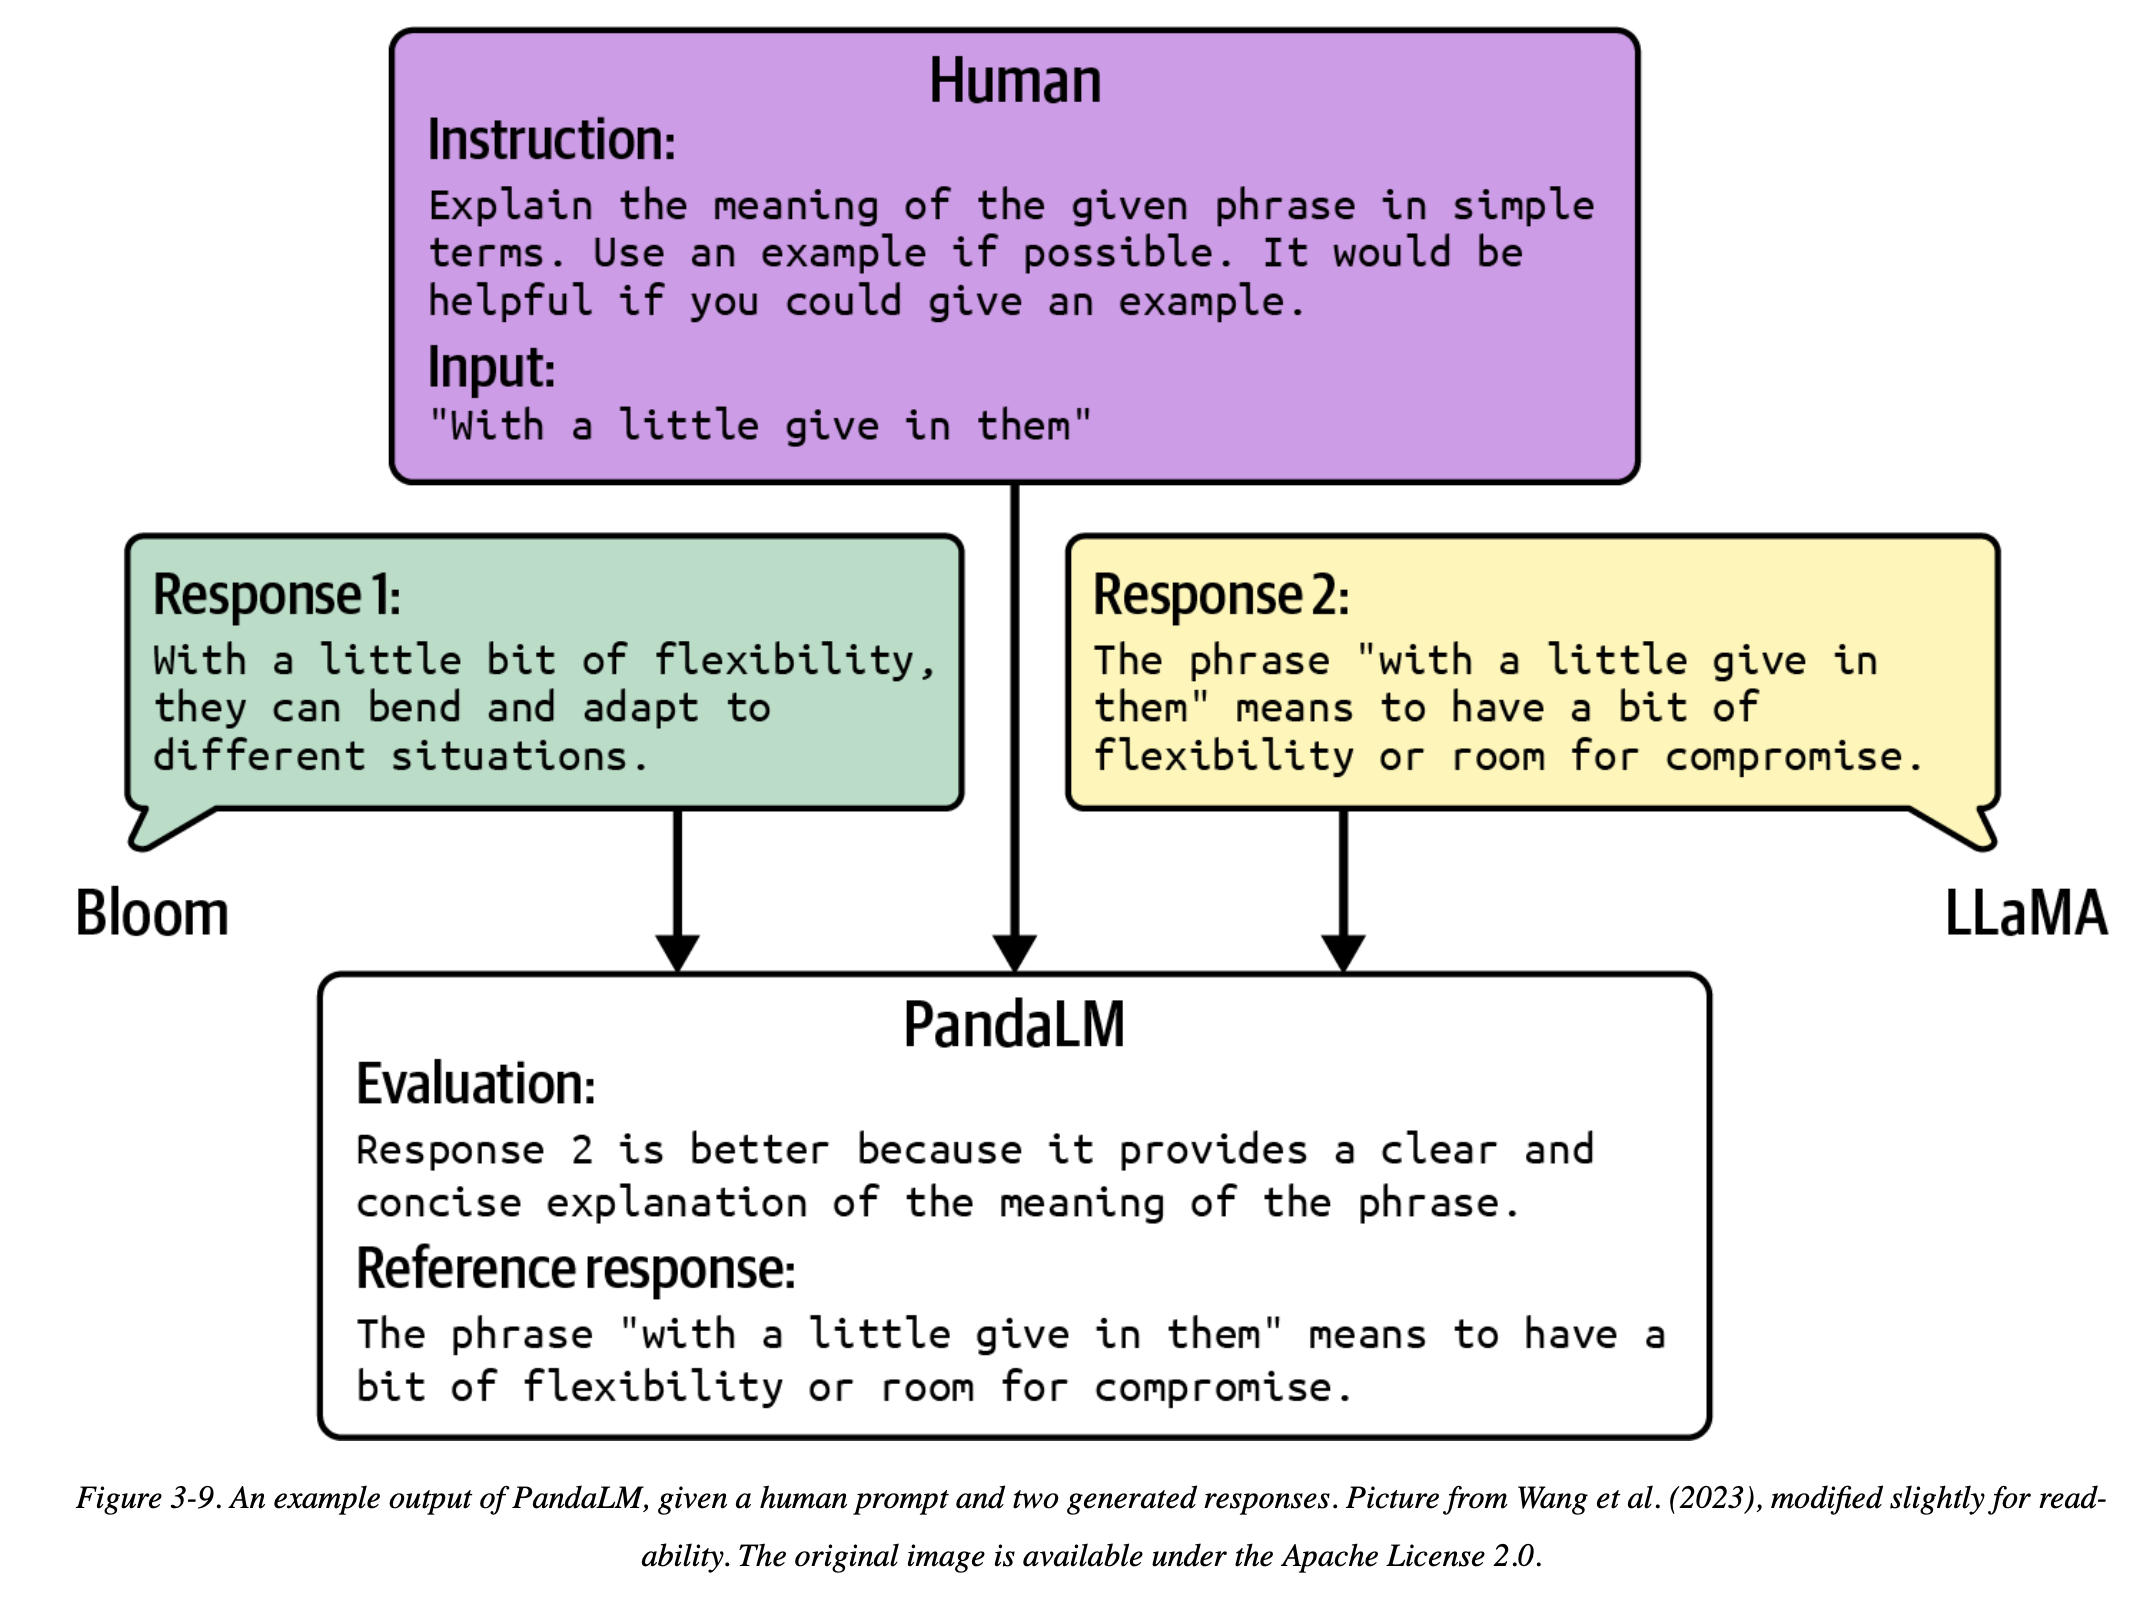 Human
Instruction:
Explain the meaning of the given phrase in simple
terms. Use an example if possible. It would be
helpful if you could give an example.
Input:
"With a little give in them"
Response 1:
With a little bit of flexibility,
they can bend and adapt to
different situations.
Bloom
Response 2:
The phrase "with a little give in
them" means to have a bit of
flexibility or room for compromise.
LLaMA
PandaLM
Evaluation:
Response 2 is better because it provides a clear and
concise explanation of the meaning of the phrase.
Reference response:
The phrase "with a little give in them" means to have a
bit of flexibility or room for compromise.
Figure 3-9. An example output of PandaLM, given a human prompt and two generated responses. Picture from Wang et al. (2023), modified slightly for read-
ability. The original image is available under the Apache License 2.0.